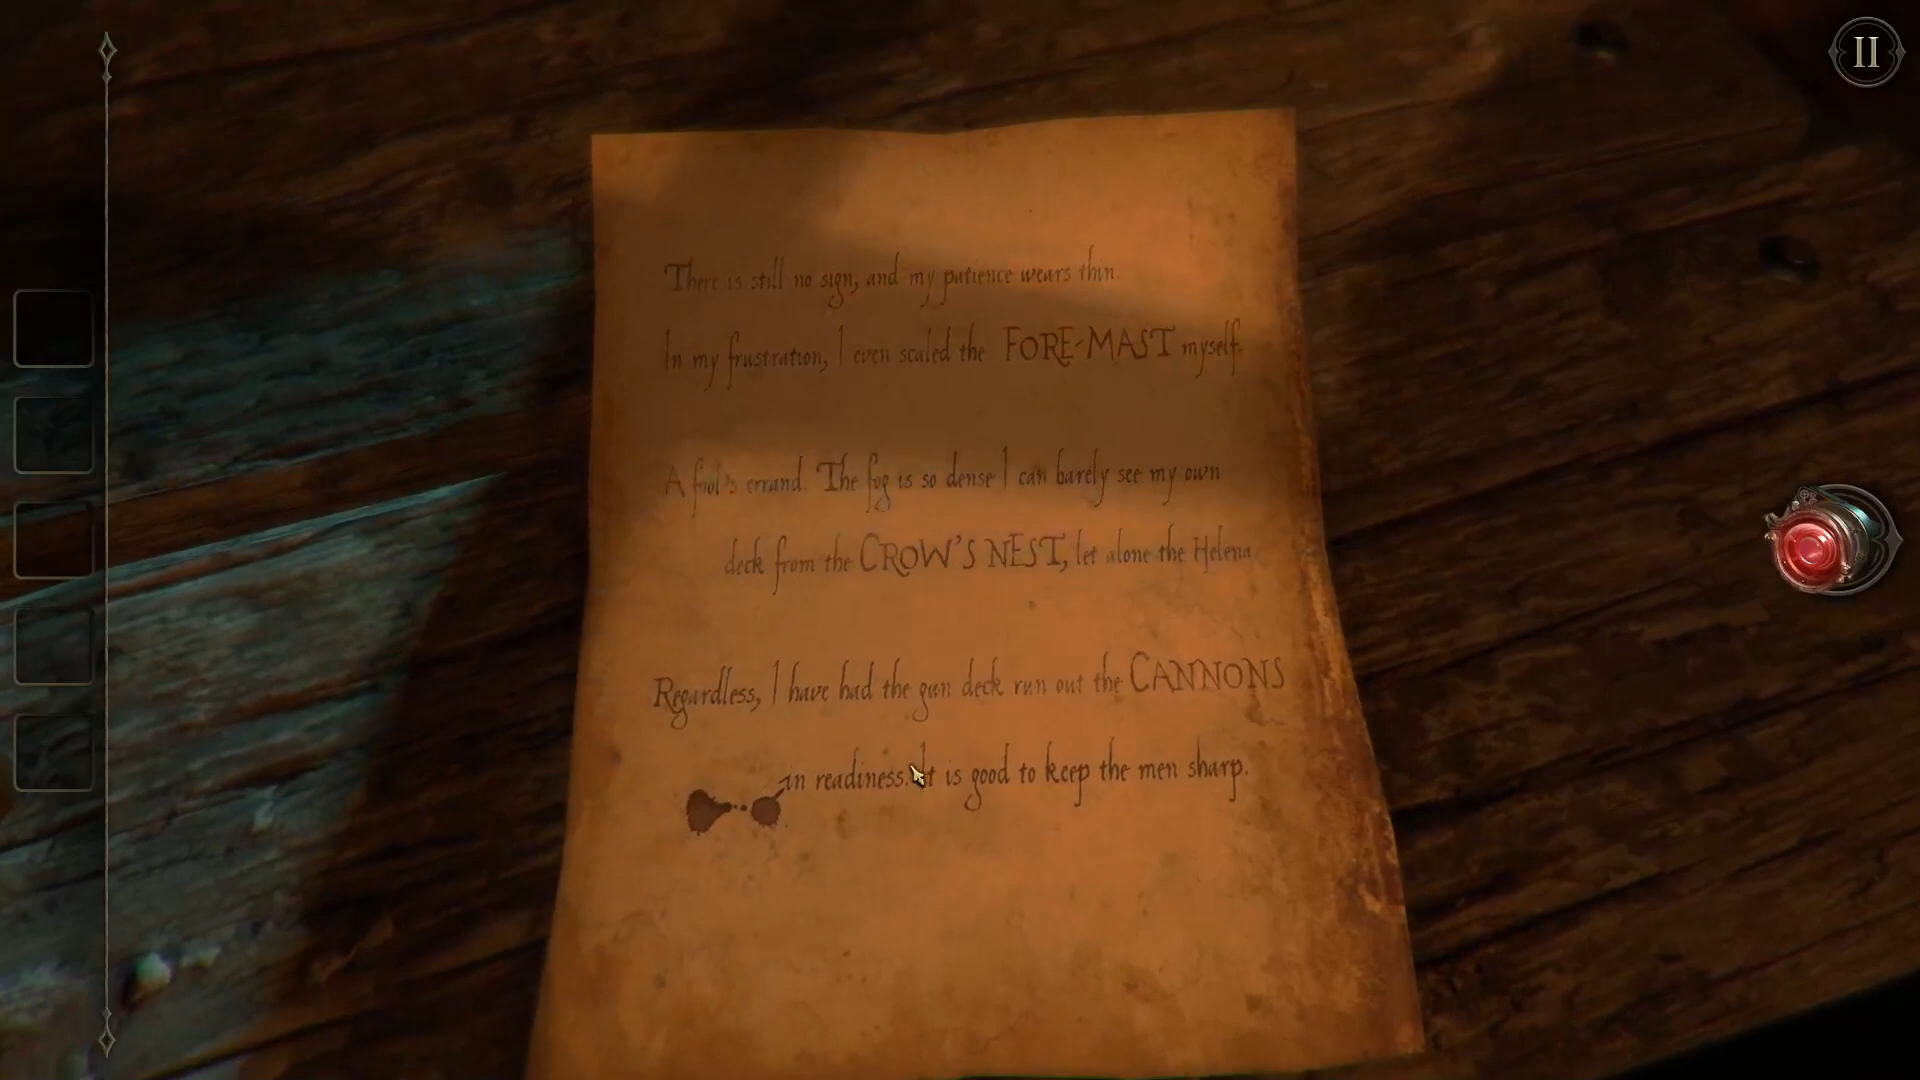 There is still no sign, and my patience wears thin.
In my frustration, I even scaled the FORE-MAST myself.
A fool's errand. The fog is so dense I can barely see my own
deck from the CROW'S NEST, let alone the Helena.
Regardless, I have had the gun deck run out the CANNONS
in readiness. It is good to keep the men sharp.